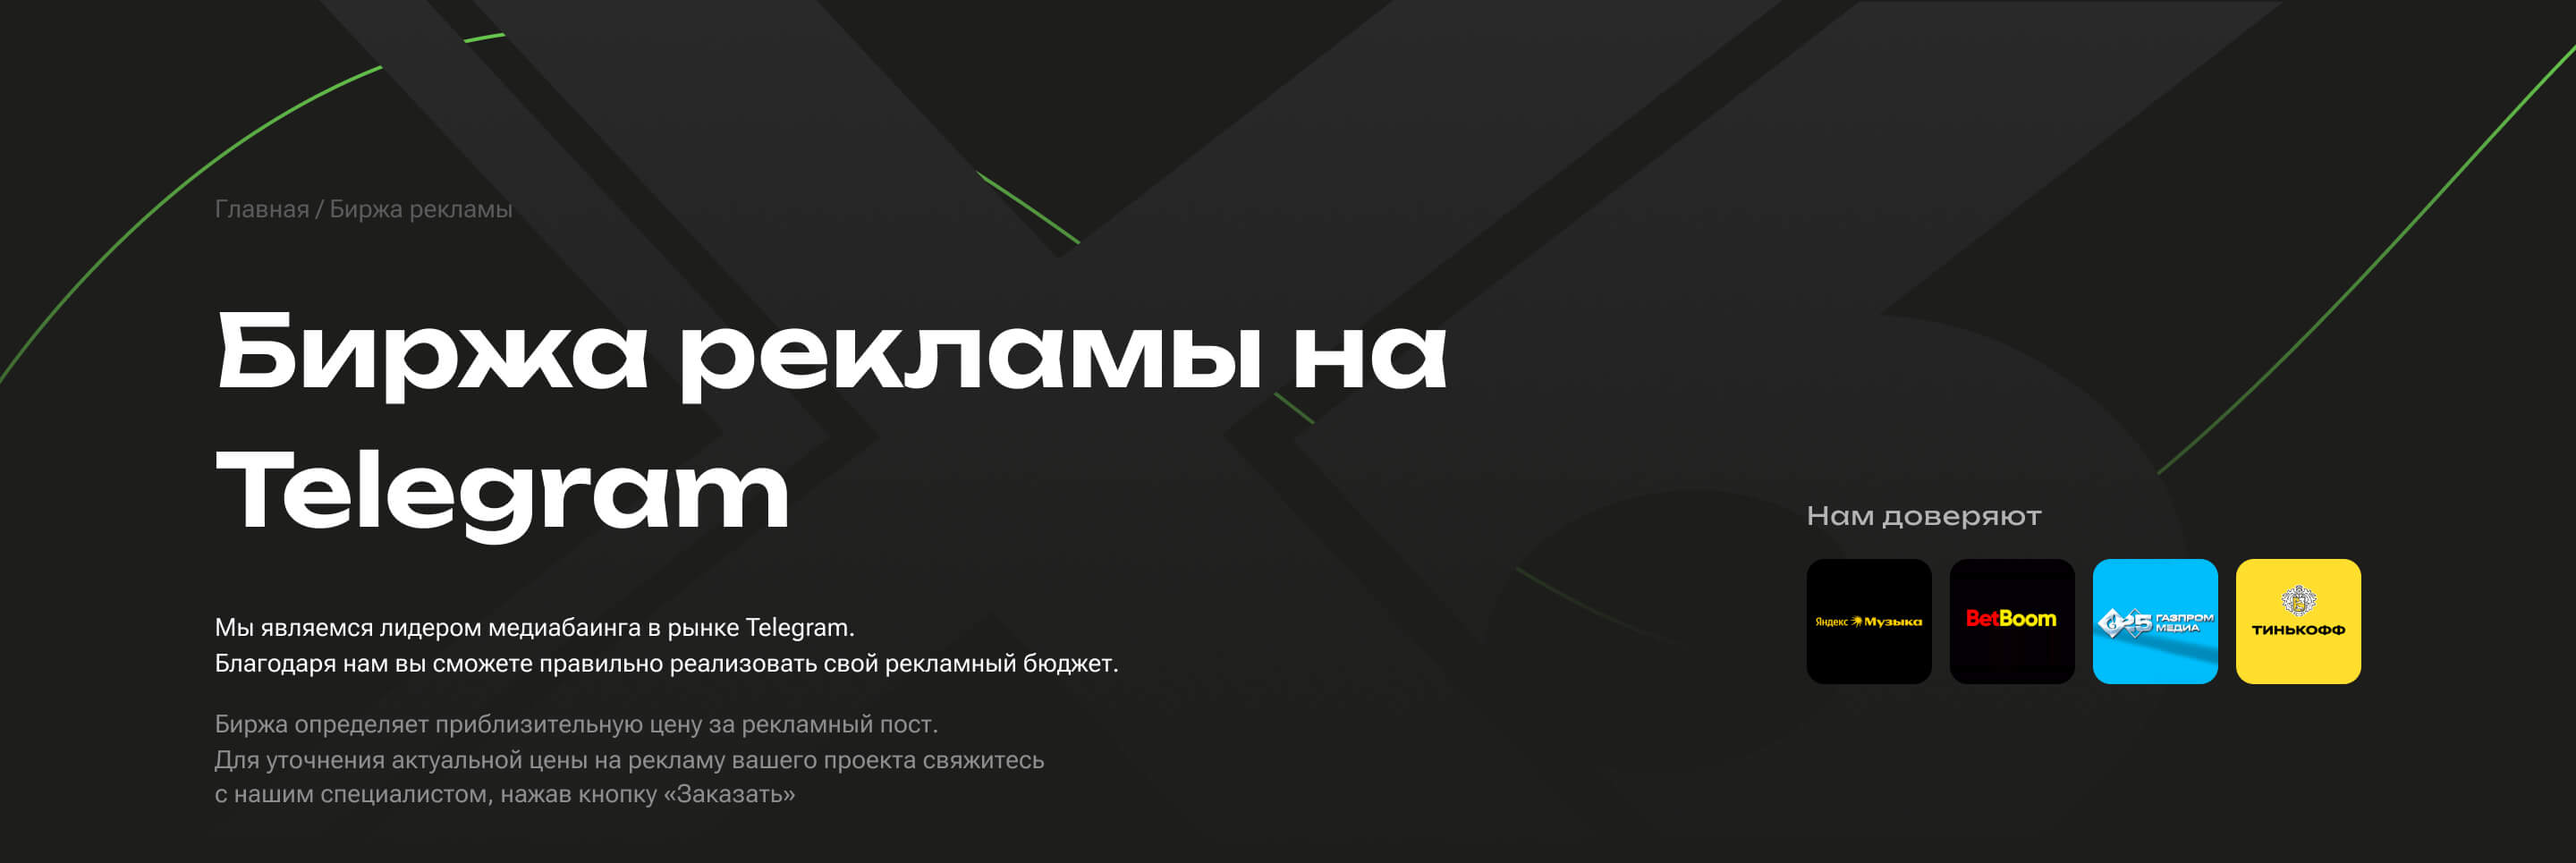 Главная / Биржа рекламы
Биржа рекламы на
Telegram
Мы являемся лидером медиабаинга в рынке Telegram.
Благодаря нам вы сможете правильно реализовать свой рекламный бюджет.
Биржа определяет приблизительную цену за рекламный пост.
Для уточнения актуальной цены на рекламу вашего проекта свяжитесь
с нашим специалистом, нажав кнопку «Заказать»
Нам доверяют
Яндекс Музыка
BetBoom
25 ГАЗПРОМ
МЕДИА
ТИНЬКОФФ